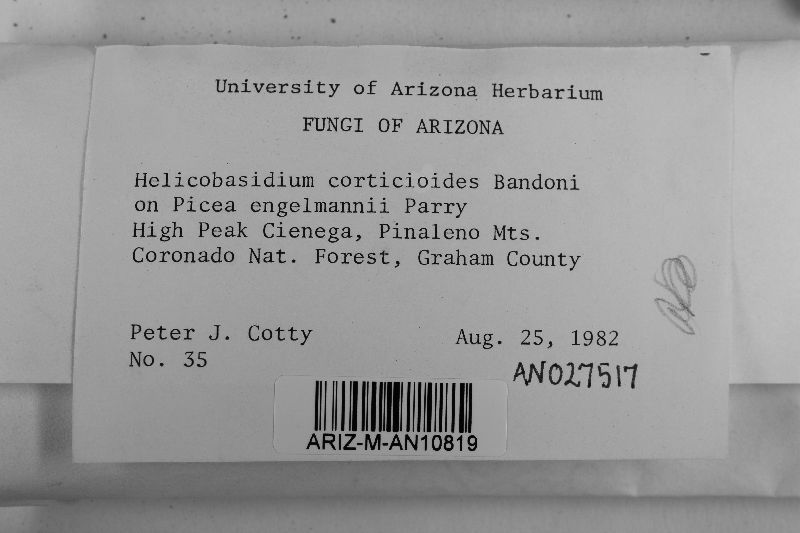 University of Arizona Herbarium
FUNGI OF ARIZONA
Helicobasidium corticioides Bandoni
on Picea engelmannii Parry
High Peak Cienega, Pinaleno Mts.
Coronado Nat. Forest, Graham County
Peter J. Cotty Aug. 25, 1982
No. 35
AN027517
ARIZ-M-AN10819